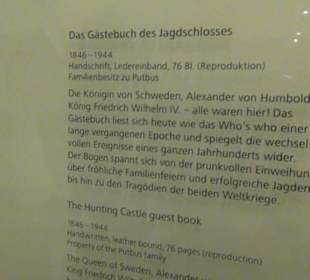 Das Gästebuch des Jagdschlosses
1846 - 1944
Handschrift, Ledereinband, 76 Bl. (Reproduktion)
Familienbesitz zu Putbus
Die Königin von Schweden, Alexander von Humbold
König Friedrich Wilhelm IV. – alle waren hier! Das
Gästebuch liest sich heute wie das Who's who einer
lange vergangenen Epoche und spiegelt die wechsel
vollen Ereignisse eines ganzen Jahrhunderts wider.
Der Bogen spannt sich von der prunkvollen Einweihun
über fröhliche Familienfeiern und erfolgreiche Jagden
bis hin zu den Tragödien der beiden Weltkriege.
The Hunting Castle guest book
1846 - 1944
Handwritten, leather bound, 76 pages (reproduction)
Property of the Putbus family
The Queen of Sweden, Alexander
King Friedrich